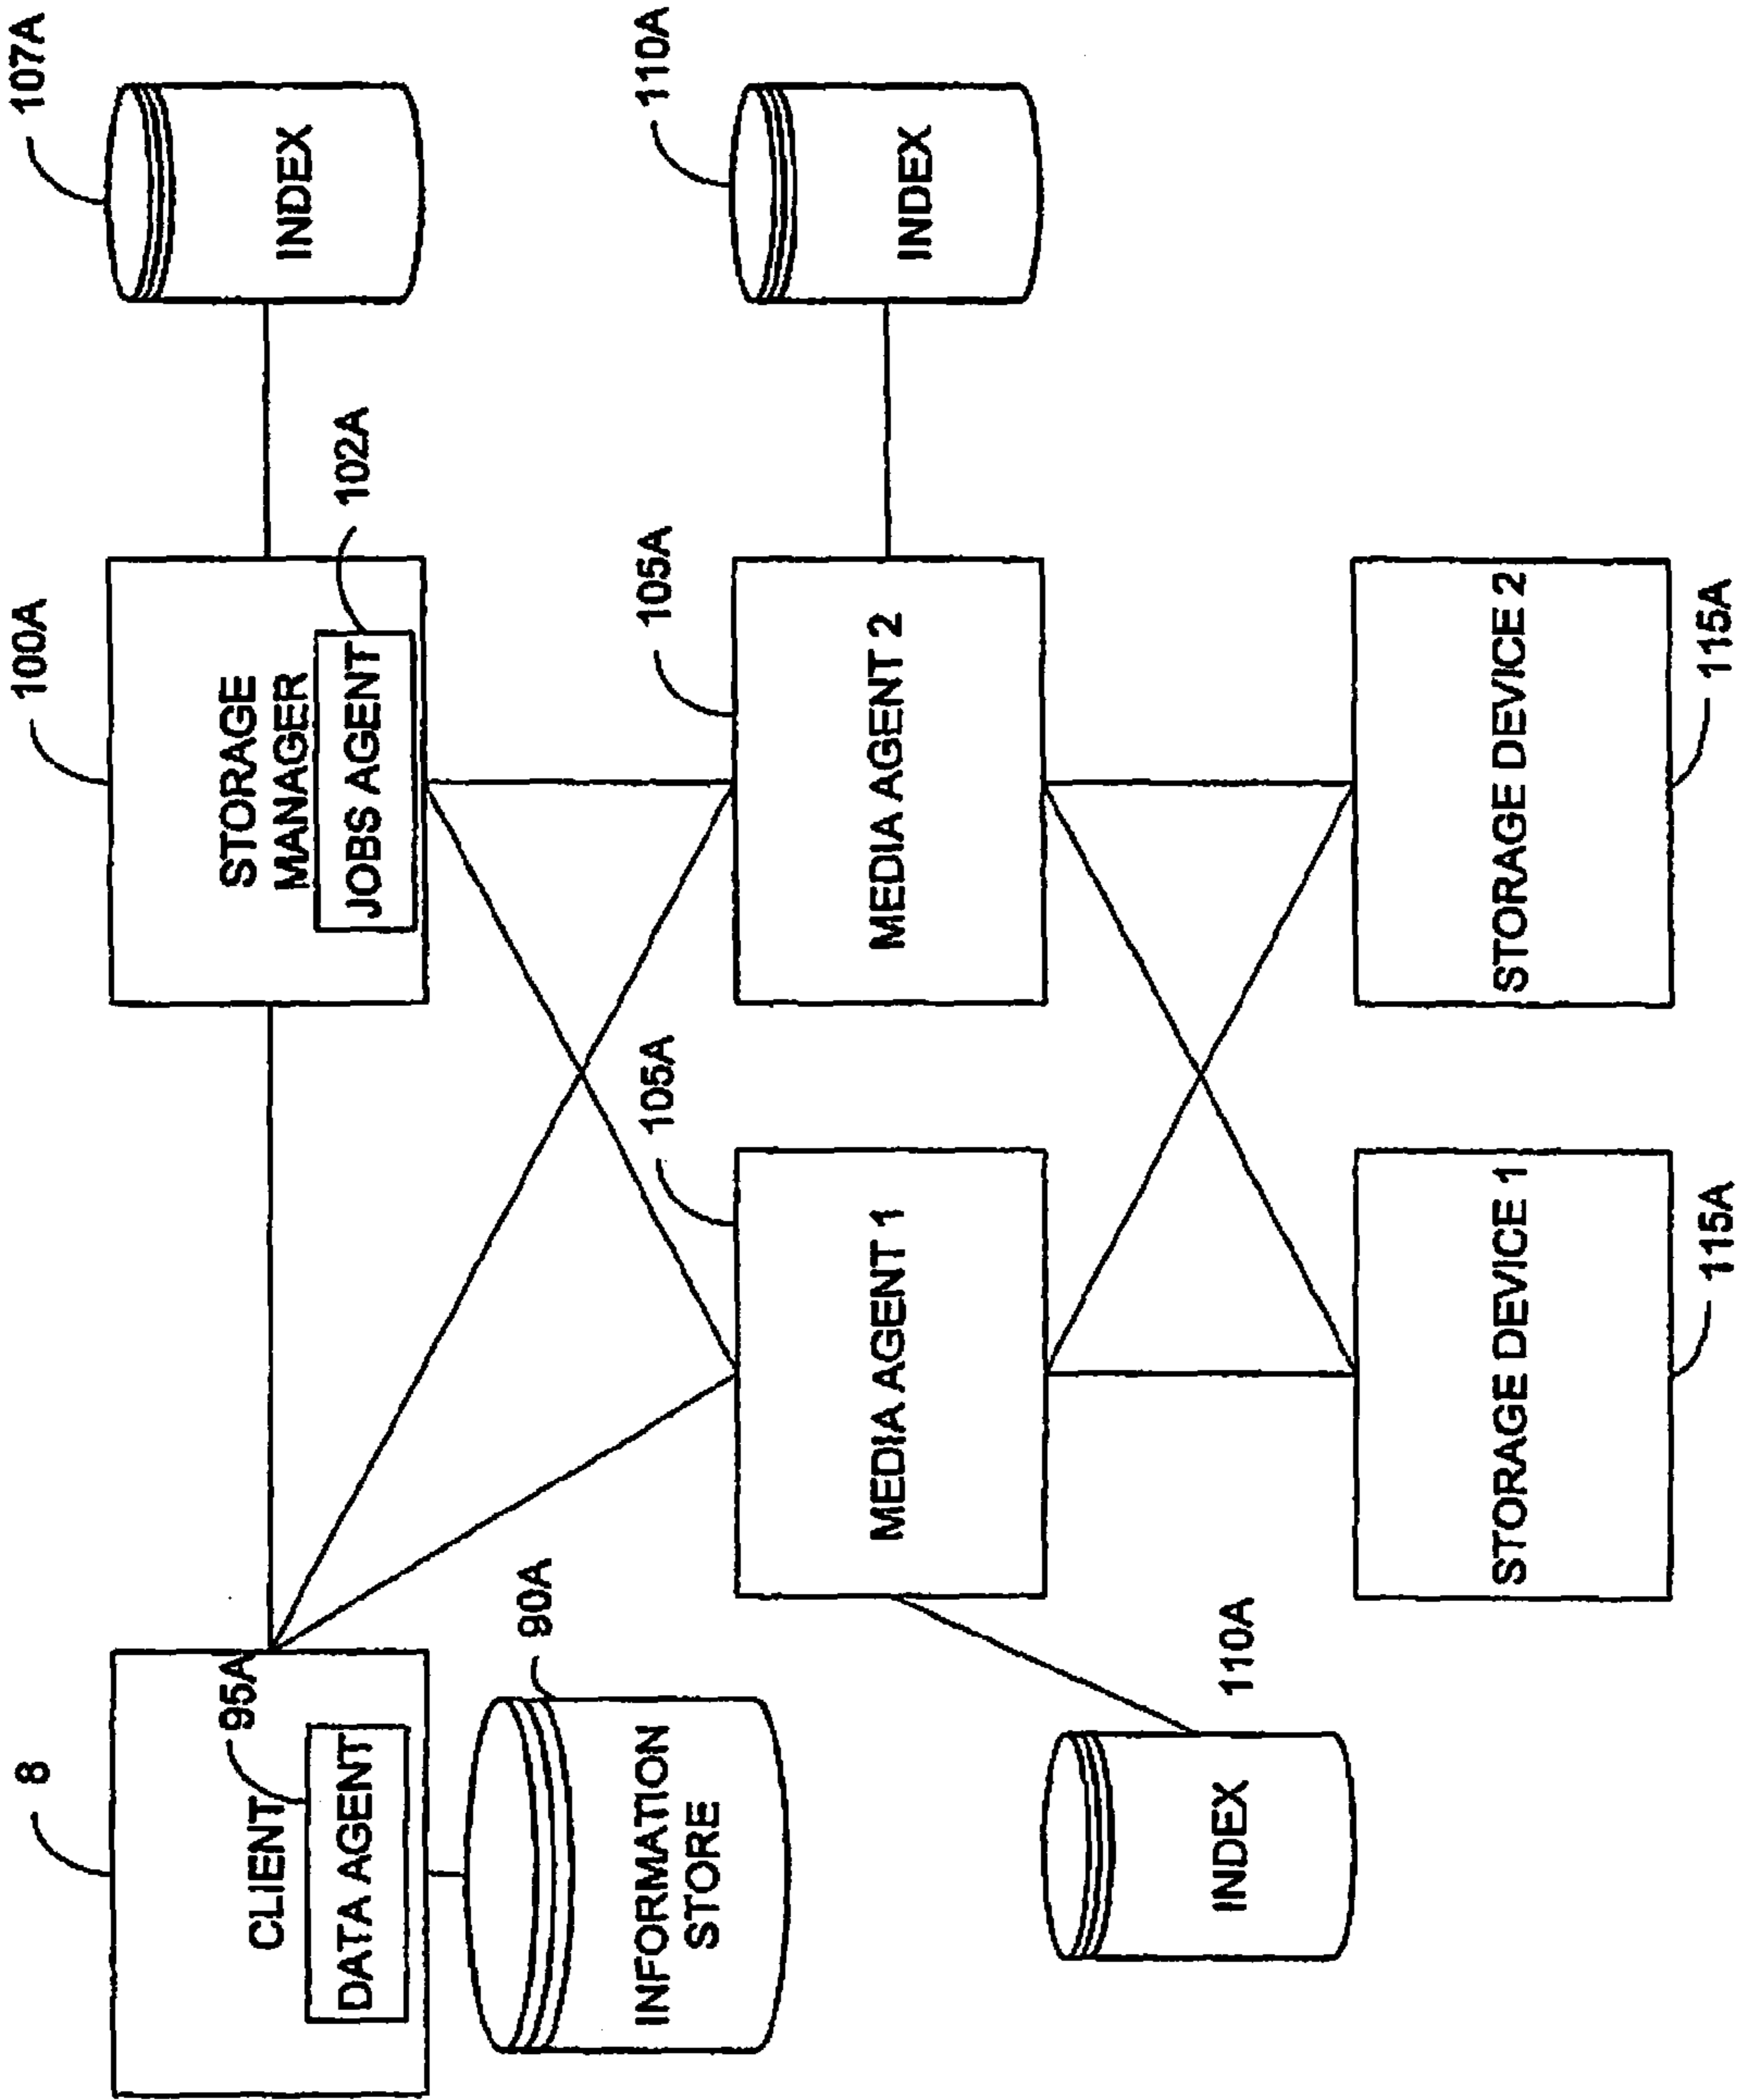 8
CLIENT
95A
DATA AGENT
90A
INFORMATION
STORE
100A
STORAGE
MANAGER
JOBS AGENT
102A
107A
INDEX
105A
MEDIA AGENT 1
105A
MEDIA AGENT 2
110A
INDEX
110A
INDEX
STORAGE DEVICE 1
115A
STORAGE DEVICE 2
115A